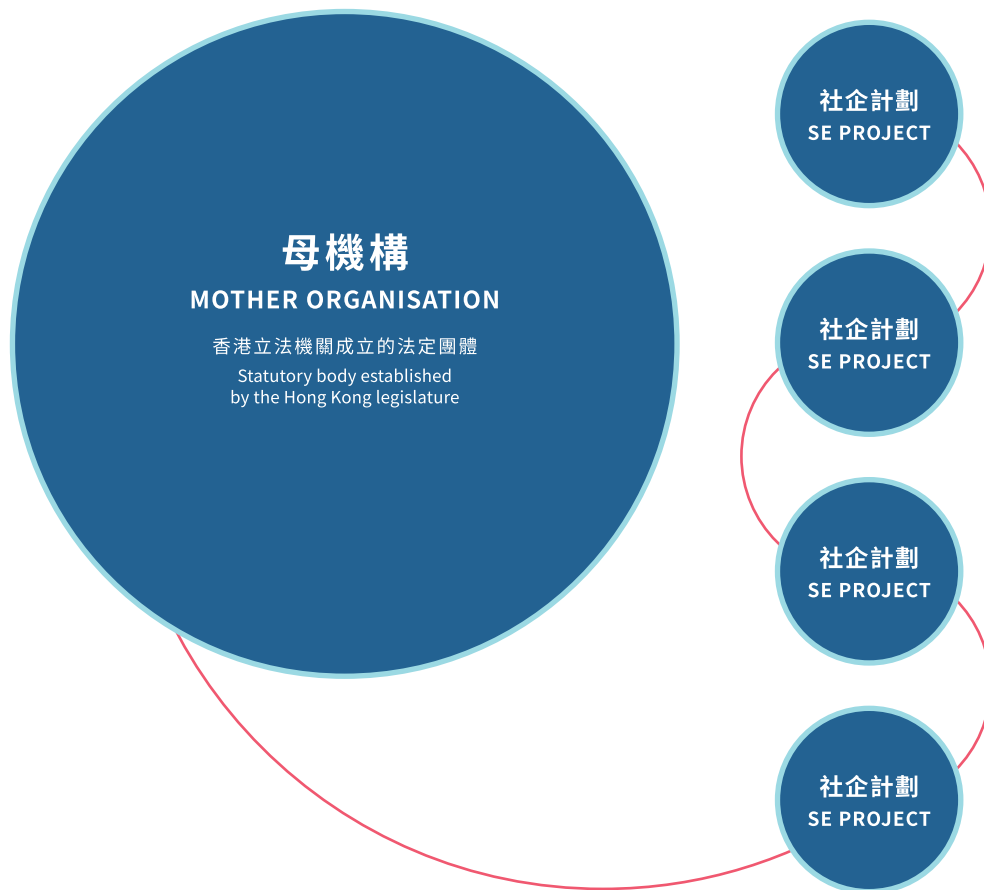 母機構
MOTHER ORGANISATION
香港立法機關成立的法定團體
Statutory body established
by the Hong Kong legislature
社企計劃
SE PROJECT
社企計劃
SE PROJECT
社企計劃
SE PROJECT
社企計劃
SE PROJECT